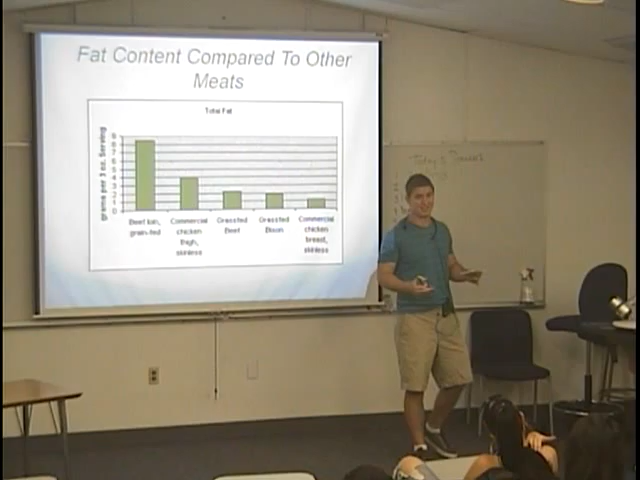 Fat Content Compared To Other
Meats
Total Fat
grams per 3 oz. Serving
9
8
7
6
5
4
3
2
1
0
Beef loin,
grain-fed
Commercial
chicken
thigh,
skinless
Grassfed
Beef
Grassfed
Bison
Commercial
chicken
breast,
skinless
Today's